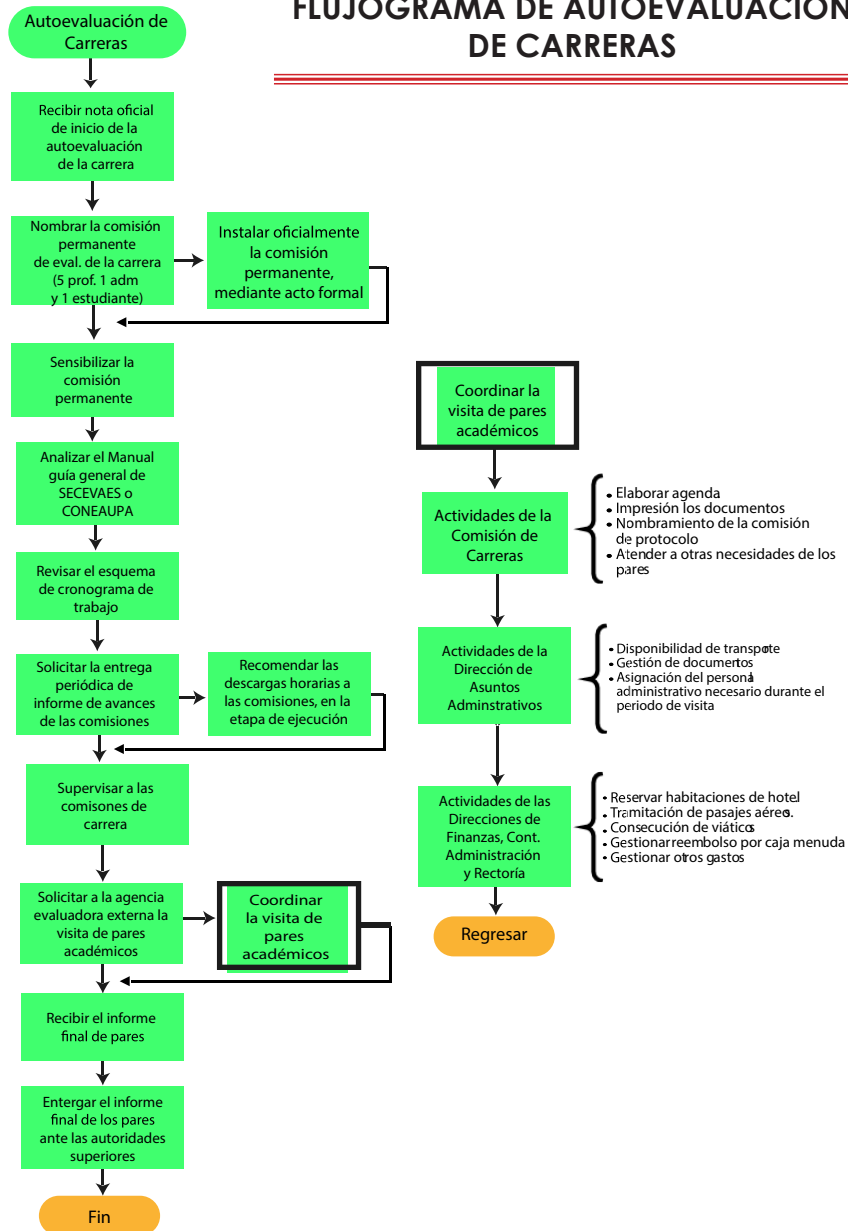 FLUJOGRAMA DE AUTOEVALUACIÓN
DE CARRERAS
Autoevaluación de
Carreras
Recibir nota oficial
de inicio de la
autoevaluación
de la carrera
Nombrar la comisión
permanente
de eval. de la carrera
(5 prof. 1 adm
y 1 estudiante)
Instalar oficialmente
la comisión
permanente,
mediante acto formal
Sensibilizar la
comisión
permanente
Analizar el Manual
guía general de
SECEVAES o
CONEAUPA
Revisar el esquema
de cronograma de
trabajo
Solicitar la entrega
periódica de
informe de avances
de las comisiones
Recomendar las
descargas horarias a
las comisiones, en la
etapa de ejecución
Supervisar a las
comisones de
carrera
Solicitar a la agencia
evaluadora externa la
visita de pares
académicos
Coordinar
la visita de
pares
académicos
Recibir el informe
final de pares
Entergar el informe
final de los pares
ante las autoridades
superiores
Fin
Coordinar la
visita de pares
académicos
Actividades de la
Comisión de
Carreras
• Elaborar agenda
• Impresión los documentos
• Nombramiento de la comisión
de protocolo
• Atender a otras necesidades de los
pares
Actividades de la
Dirección de
Asuntos
Adminstrativos
• Disponibilidad de transporte
• Gestión de documentos
• Asignación del personal
administrativo necesario durante el
periodo de visita
Actividades de las
Direcciones de
Finanzas, Cont.
Administración
y Rectoría
• Reservar habitaciones de hotel
• Tramitación de pasajes aéreos.
• Consecución de viáticos
• Gestionar reembolso por caja menuda
• Gestionar otros gastos
Regresar